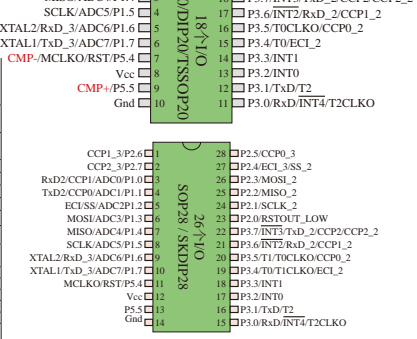 SCLK/ADC5/P1.5 4
XTAL2/RxD_3/ADC6/P1.6 5
XTAL1/TxD_3/ADC7/P1.7 6
CMP-/MCLKO/RST/P5.4 7
Vcc 8
CMP+/P5.5 9
Gnd 10
18个I/O
/DIP20/TSSOP20
17 P3.6/INT2/RxD_2/CCP1_2
16 P3.5/T0CLKO/CCP0_2
15 P3.4/T0/ECI_2
14 P3.3/INT1
13 P3.2/INT0
12 P3.1/TxD/T2
11 P3.0/RxD/INT4/T2CLKO
CCP1_3/P2.6 1
CCP2_3/P2.7 2
RxD2/CCP1/ADC0/P1.0 3
TxD2/CCP0/ADC1/P1.1 4
ECI/SS/ADC2P1.2 5
MOSI/ADC3/P1.3 6
MISO/ADC4/P1.4 7
SCLK/ADC5/P1.5 8
XTAL2/RxD_3/ADC6/P1.6 9
XTAL1/TxD_3/ADC7/P1.7 10
MCLKO/RST/P5.4 11
Vcc 12
P5.5 13
Gnd 14
26个I/O
SOP28 / SKDIP28
28 P2.5/CCP0_3
27 P2.4/ECI_3/SS_2
26 P2.3/MOSI_2
25 P2.2/MISO_2
24 P2.1/SCLK_2
23 P2.0/RSTOUT_LOW
22 P3.7/INT3/TxD_2/CCP2/CCP2_2
21 P3.6/INT2/RxD_2/CCP1_2
20 P3.5/T1/T0CLKO/CCP0_2
19 P3.4/T0/T1CLKO/ECI_2
18 P3.3/INT1
17 P3.2/INT0
16 P3.1/TxD/T2
15 P3.0/RxD/INT4/T2CLKO